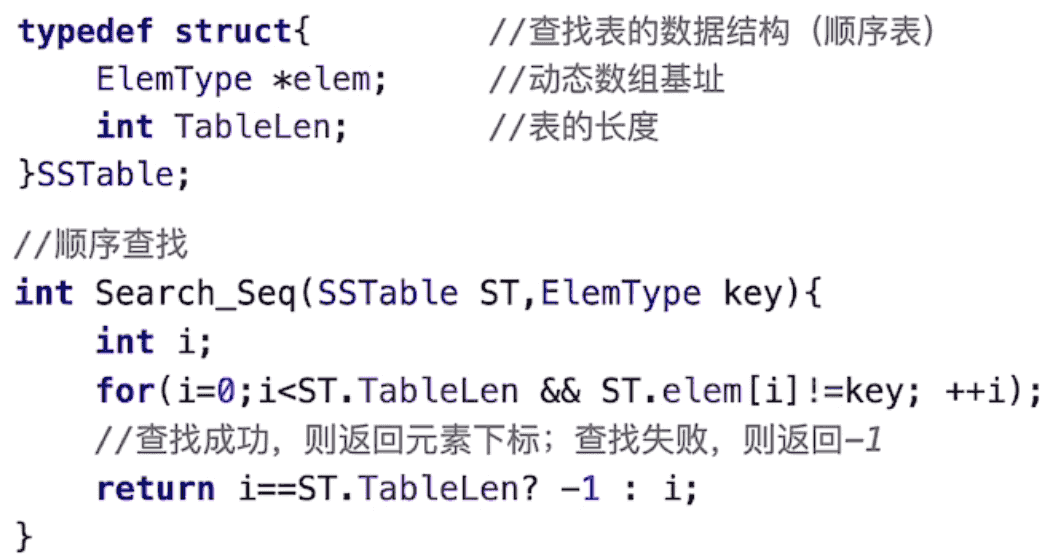 typedef struct{ //查找表的数据结构（顺序表）
ElemType *elem; //动态数组基址
int TableLen; //表的长度
}SSTable;
//顺序查找
int Search_Seq(SSTable ST,ElemType key){
int i;
for(i=0;i<ST.TableLen && ST.elem[i]!=key; ++i);
//查找成功，则返回元素下标；查找失败，则返回-1
return i==ST.TableLen? -1 : i;
}